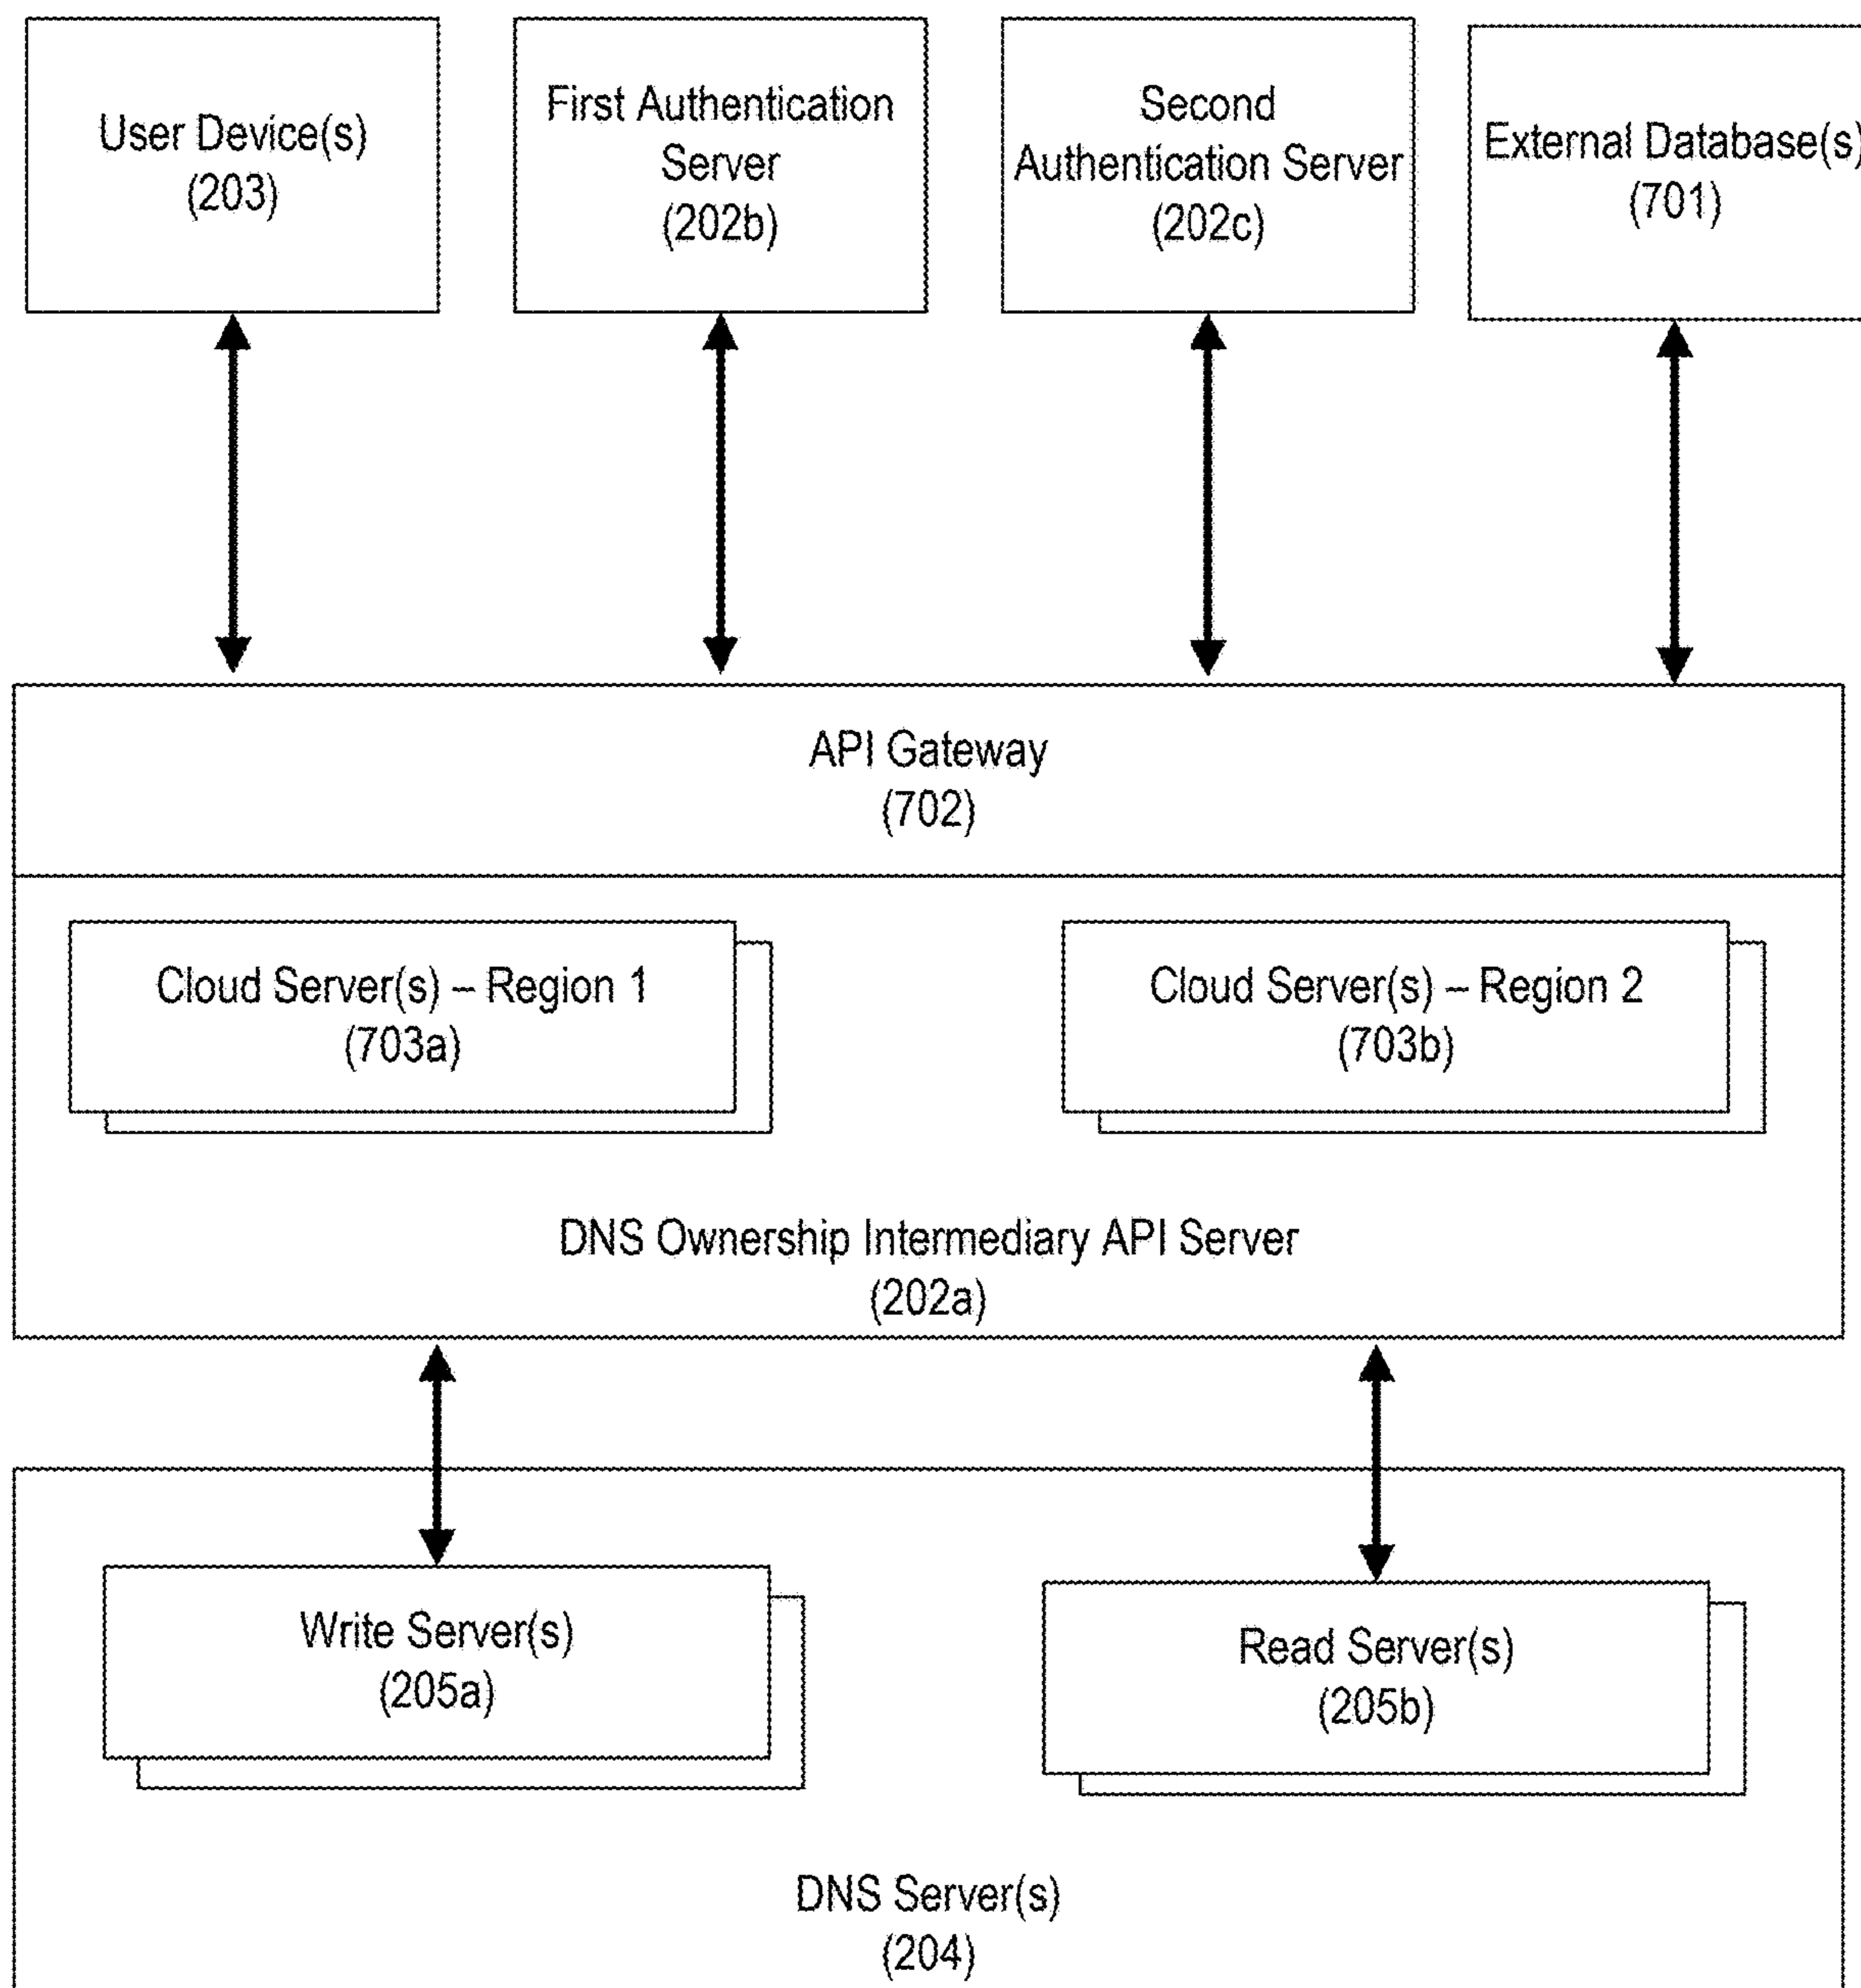 User Device(s)
(203)
First Authentication
Server
(202b)
Second
Authentication Server
(202c)
External Database(s)
(701)
API Gateway
(702)
Cloud Server(s) – Region 1
(703a)
Cloud Server(s) – Region 2
(703b)
DNS Ownership Intermediary API Server
(202a)
Write Server(s)
(205a)
Read Server(s)
(205b)
DNS Server(s)
(204)